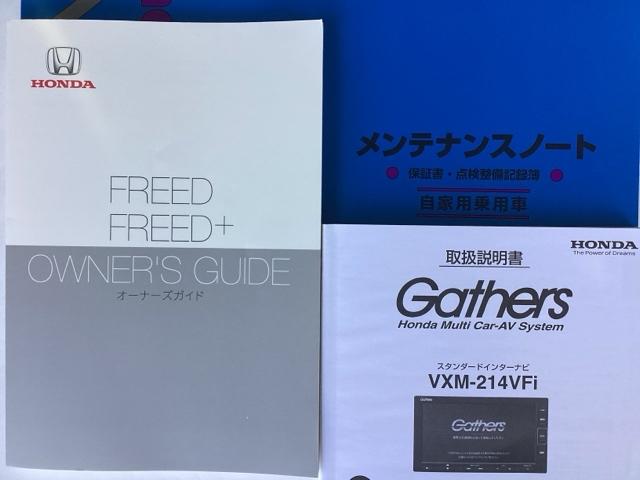 HONDA
FREED
FREED+
OWNER'S GUIDE
オーナーズガイド
メンテナンスノート
保証書・点検整備記録簿
自家用乗用車
取扱説明書
HONDA
The Power of Dreams
Gathers
Honda Multi Car-AV System
スタンダードインターナビ
VXM-214VFi
Gathers
Gathers